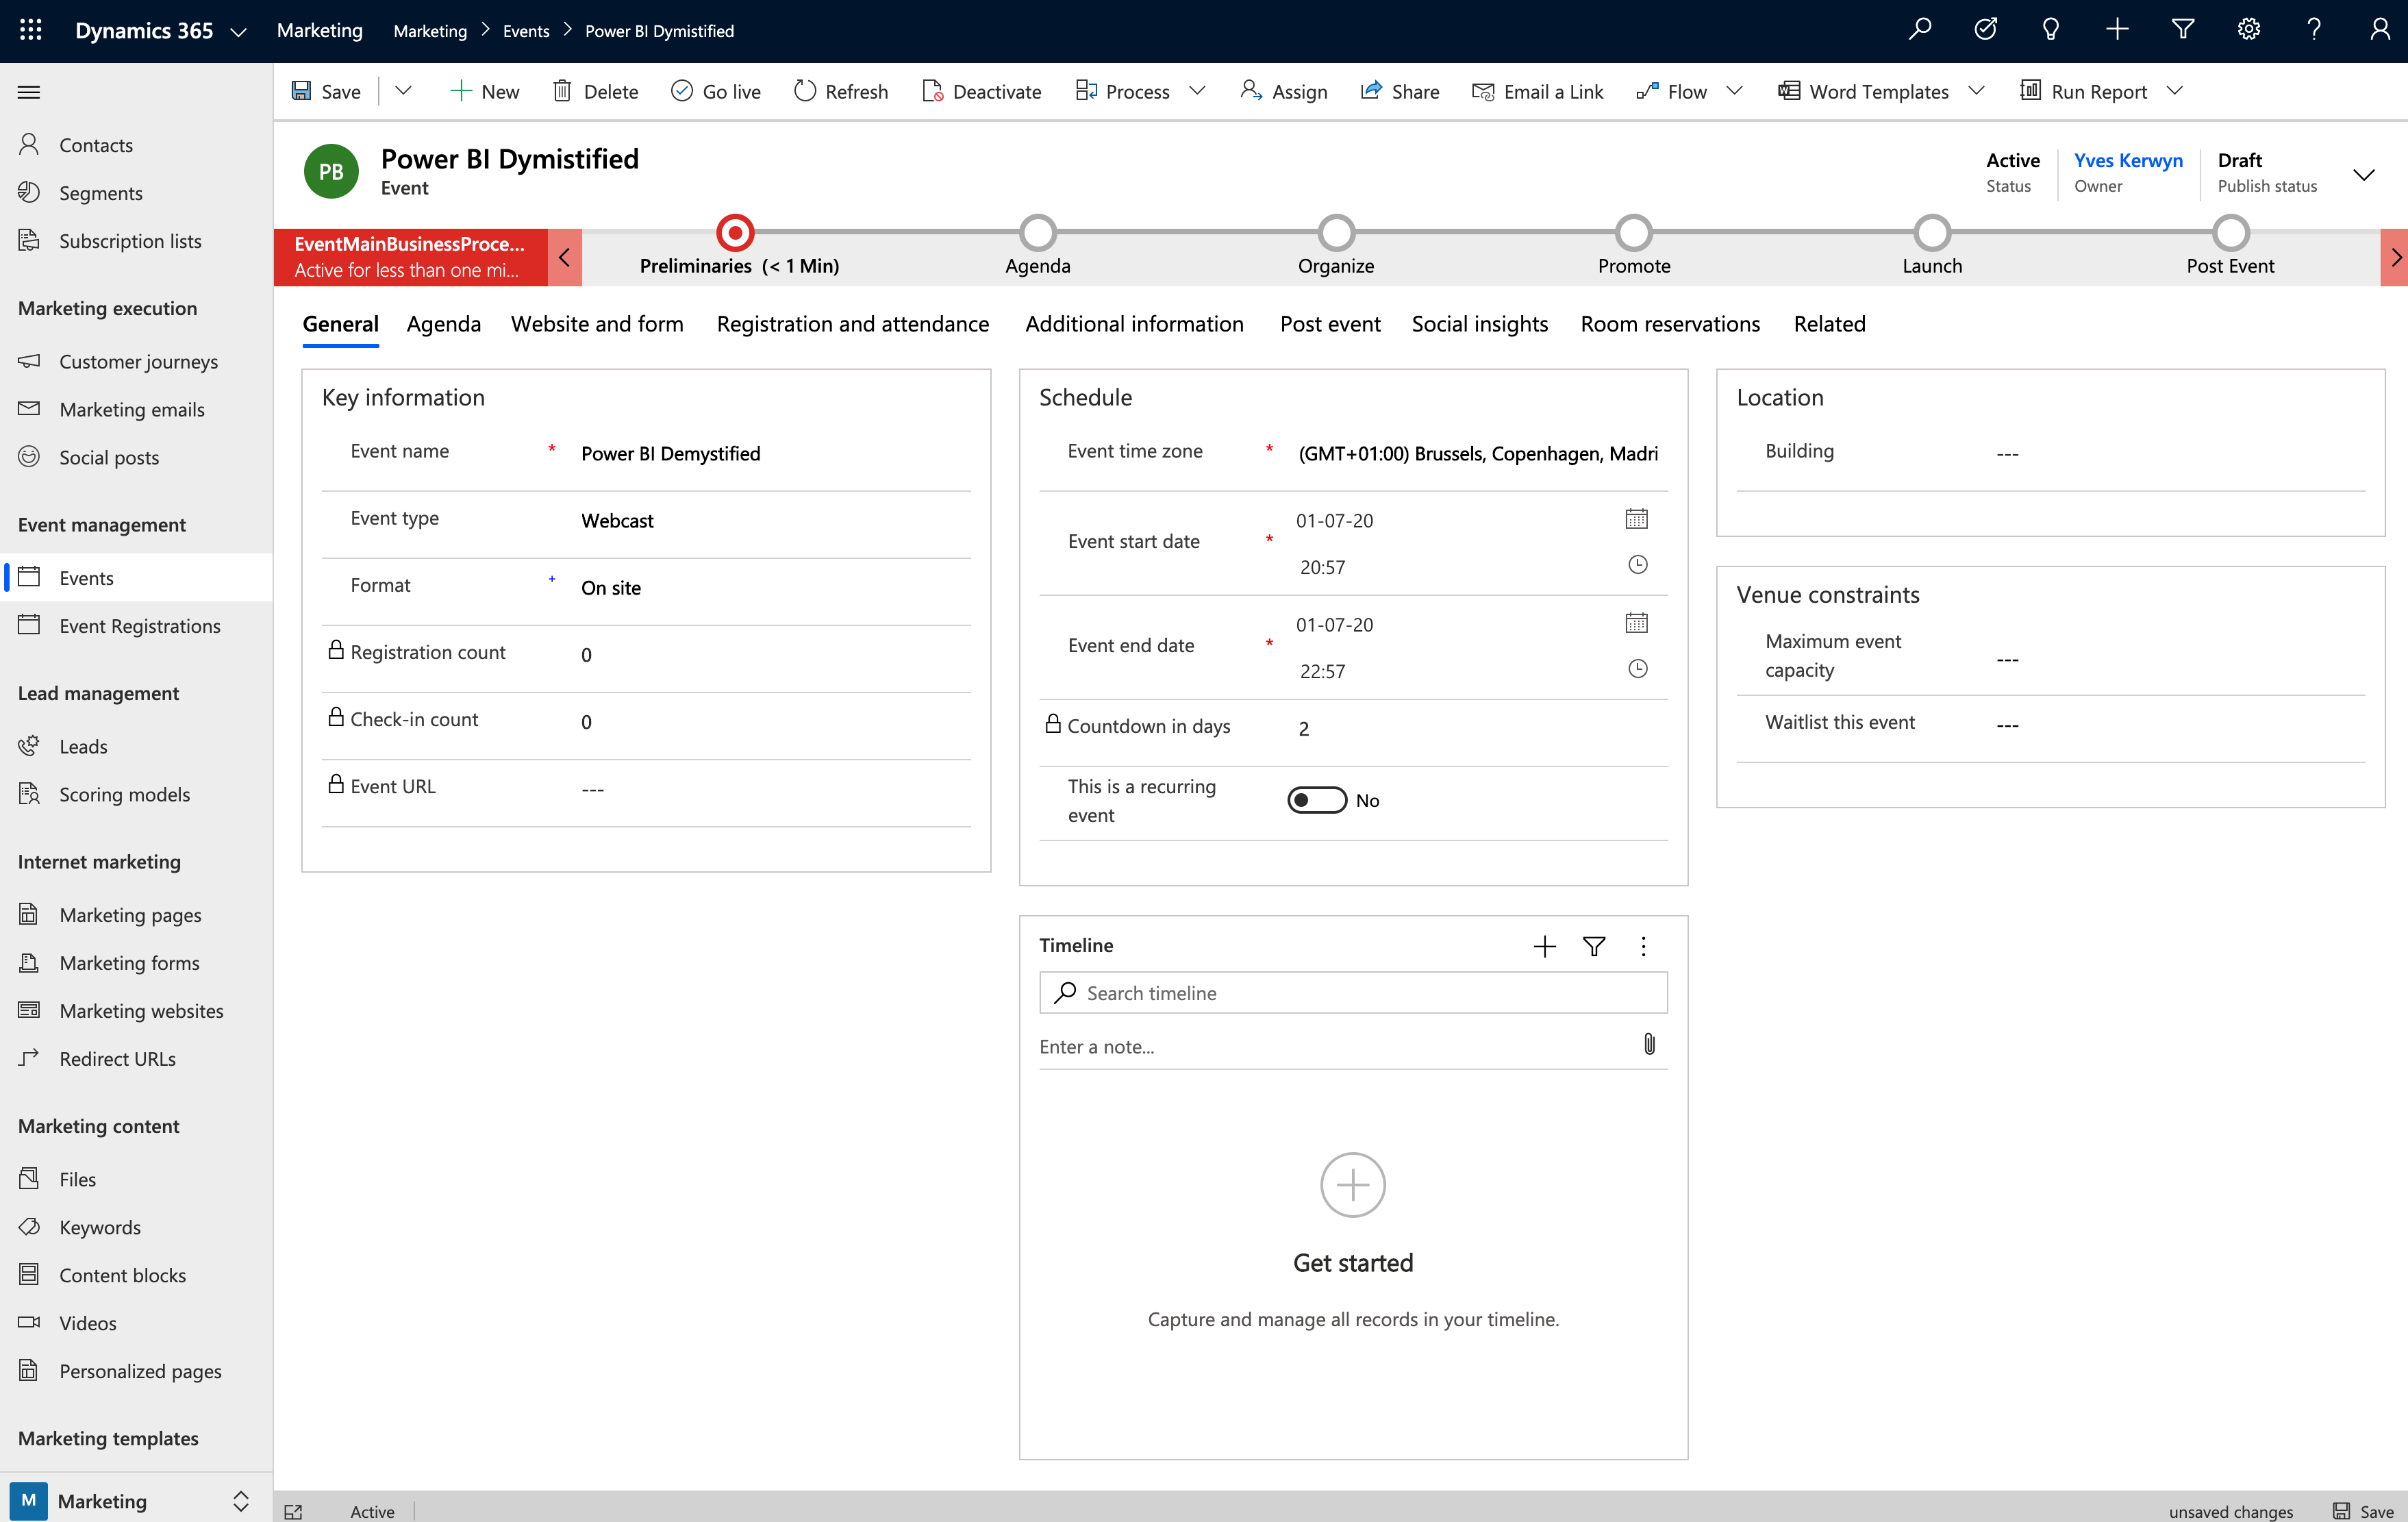 Dynamics 365
Marketing
Marketing
Events
Power BI Dymistified
Save
New
Delete
Go live
Refresh
Deactivate
Process
Assign
Share
Email a Link
Flow
Word Templates
Run Report
Contacts
Segments
Subscription lists
Marketing execution
Customer journeys
Marketing emails
Social posts
Event management
Events
Event Registrations
Lead management
Leads
Scoring models
Internet marketing
Marketing pages
Marketing forms
Marketing websites
Redirect URLs
Marketing content
Files
Keywords
Content blocks
Videos
Personalized pages
Marketing templates
M
Marketing
PB
Power BI Dymistified
Event
Active
Status
Yves Kerwyn
Owner
Draft
Publish status
EventMainBusinessProce...
Active for less than one mi...
Preliminaries (< 1 Min)
Agenda
Organize
Promote
Launch
Post Event
General
Agenda
Website and form
Registration and attendance
Additional information
Post event
Social insights
Room reservations
Related
Key information
Event name * Power BI Demystified
Event type Webcast
Format + On site
Registration count 0
Check-in count 0
Event URL ---
Schedule
Event time zone * (GMT+01:00) Brussels, Copenhagen, Madri
Event start date * 01-07-20
20:57
Event end date * 01-07-20
22:57
Countdown in days 2
This is a recurring
event
No
Timeline
Search timeline
Enter a note...
Get started
Capture and manage all records in your timeline.
Location
Building ---
Venue constraints
Maximum event
capacity
---
Waitlist this event ---
Active
unsaved changes
Save